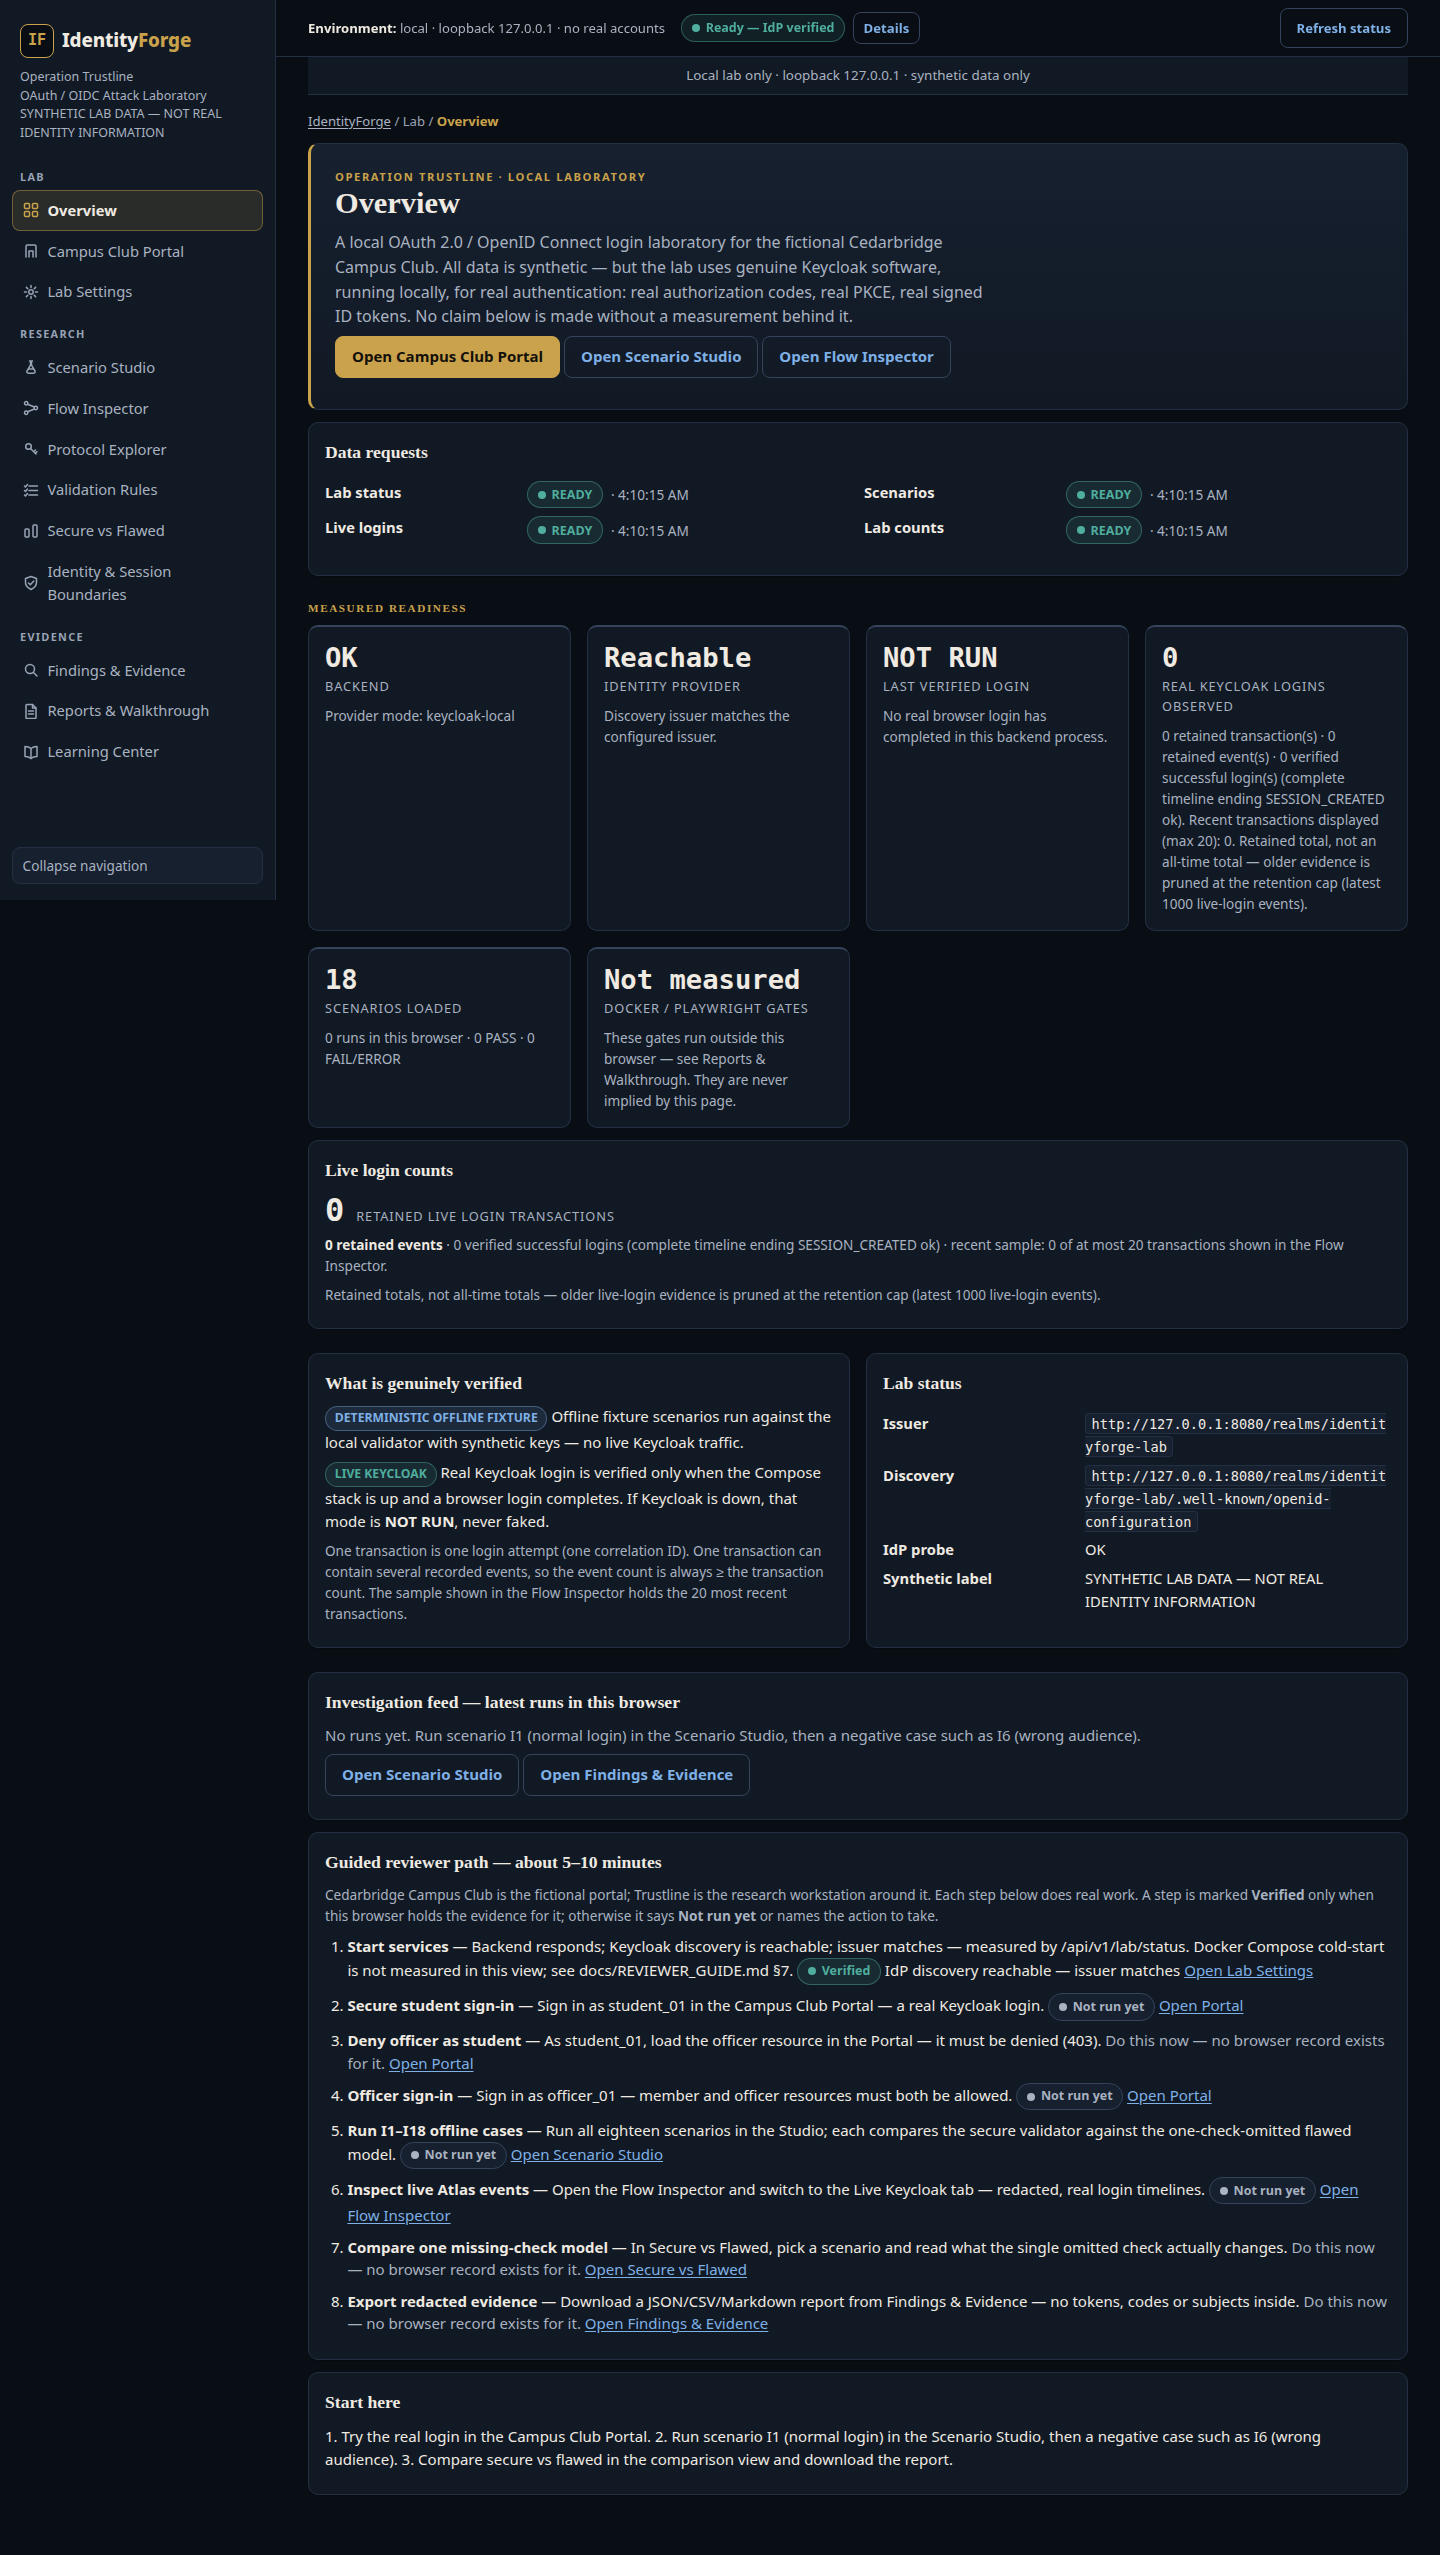 IF IdentityForge
Operation Trustline
OAuth / OIDC Attack Laboratory
SYNTHETIC LAB DATA — NOT REAL
IDENTITY INFORMATION
LAB
Overview
Campus Club Portal
Lab Settings
RESEARCH
Scenario Studio
Flow Inspector
Protocol Explorer
Validation Rules
Secure vs Flawed
Identity & Session
Boundaries
EVIDENCE
Findings & Evidence
Reports & Walkthrough
Learning Center
Collapse navigation
Environment: local · loopback 127.0.0.1 · no real accounts
Ready — IdP verified
Details
Refresh status
Local lab only · loopback 127.0.0.1 · synthetic data only
IdentityForge / Lab / Overview
OPERATION TRUSTLINE · LOCAL LABORATORY
Overview
A local OAuth 2.0 / OpenID Connect login laboratory for the fictional Cedarbridge
Campus Club. All data is synthetic — but the lab uses genuine Keycloak software,
running locally, for real authentication: real authorization codes, real PKCE, real signed
ID tokens. No claim below is made without a measurement behind it.
Open Campus Club Portal
Open Scenario Studio
Open Flow Inspector
Data requests
Lab status READY · 4:10:15 AM
Scenarios READY · 4:10:15 AM
Live logins READY · 4:10:15 AM
Lab counts READY · 4:10:15 AM
MEASURED READINESS
OK
BACKEND
Provider mode: keycloak-local
Reachable
IDENTITY PROVIDER
Discovery issuer matches the
configured issuer.
NOT RUN
LAST VERIFIED LOGIN
No real browser login has
completed in this backend process.
0
REAL KEYCLOAK LOGINS
OBSERVED
0 retained transaction(s) · 0
retained event(s) · 0 verified
successful login(s) (complete
timeline ending SESSION_CREATED
ok). Recent transactions displayed
(max 20): 0. Retained total, not an
all-time total — older evidence is
pruned at the retention cap (latest
1000 live-login events).
18
SCENARIOS LOADED
0 runs in this browser · 0 PASS · 0
FAIL/ERROR
Not measured
DOCKER / PLAYWRIGHT GATES
These gates run outside this
browser — see Reports &
Walkthrough. They are never
implied by this page.
Live login counts
0 RETAINED LIVE LOGIN TRANSACTIONS
0 retained events · 0 verified successful logins (complete timeline ending SESSION_CREATED ok) · recent sample: 0 of at most 20 transactions shown in the Flow
Inspector.
Retained totals, not all-time totals — older live-login evidence is pruned at the retention cap (latest 1000 live-login events).
What is genuinely verified
DETERMINISTIC OFFLINE FIXTURE Offline fixture scenarios run against the
local validator with synthetic keys — no live Keycloak traffic.
LIVE KEYCLOAK Real Keycloak login is verified only when the Compose
stack is up and a browser login completes. If Keycloak is down, that
mode is NOT RUN, never faked.
One transaction is one login attempt (one correlation ID). One transaction can
contain several recorded events, so the event count is always ≥ the transaction
count. The sample shown in the Flow Inspector holds the 20 most recent
transactions.
Lab status
Issuer http://127.0.0.1:8080/realms/identit
yforge-lab
Discovery http://127.0.0.1:8080/realms/identit
yforge-lab/.well-known/openid-
configuration
IdP probe OK
Synthetic label SYNTHETIC LAB DATA — NOT REAL
IDENTITY INFORMATION
Investigation feed — latest runs in this browser
No runs yet. Run scenario I1 (normal login) in the Scenario Studio, then a negative case such as I6 (wrong audience).
Open Scenario Studio
Open Findings & Evidence
Guided reviewer path — about 5–10 minutes
Cedarbridge Campus Club is the fictional portal; Trustline is the research workstation around it. Each step below does real work. A step is marked Verified only when
this browser holds the evidence for it; otherwise it says Not run yet or names the action to take.
1. Start services — Backend responds; Keycloak discovery is reachable; issuer matches — measured by /api/v1/lab/status. Docker Compose cold-start
is not measured in this view; see docs/REVIEWER_GUIDE.md §7. Verified IdP discovery reachable — issuer matches Open Lab Settings
2. Secure student sign-in — Sign in as student_01 in the Campus Club Portal — a real Keycloak login. Not run yet Open Portal
3. Deny officer as student — As student_01, load the officer resource in the Portal — it must be denied (403). Do this now — no browser record exists
for it. Open Portal
4. Officer sign-in — Sign in as officer_01 — member and officer resources must both be allowed. Not run yet Open Portal
5. Run I1–I18 offline cases — Run all eighteen scenarios in the Studio; each compares the secure validator against the one-check-omitted flawed
model. Not run yet Open Scenario Studio
6. Inspect live Atlas events — Open the Flow Inspector and switch to the Live Keycloak tab — redacted, real login timelines. Not run yet Open
Flow Inspector
7. Compare one missing-check model — In Secure vs Flawed, pick a scenario and read what the single omitted check actually changes. Do this now
— no browser record exists for it. Open Secure vs Flawed
8. Export redacted evidence — Download a JSON/CSV/Markdown report from Findings & Evidence — no tokens, codes or subjects inside. Do this now
— no browser record exists for it. Open Findings & Evidence
Start here
1. Try the real login in the Campus Club Portal. 2. Run scenario I1 (normal login) in the Scenario Studio, then a negative case such as I6 (wrong
audience). 3. Compare secure vs flawed in the comparison view and download the report.